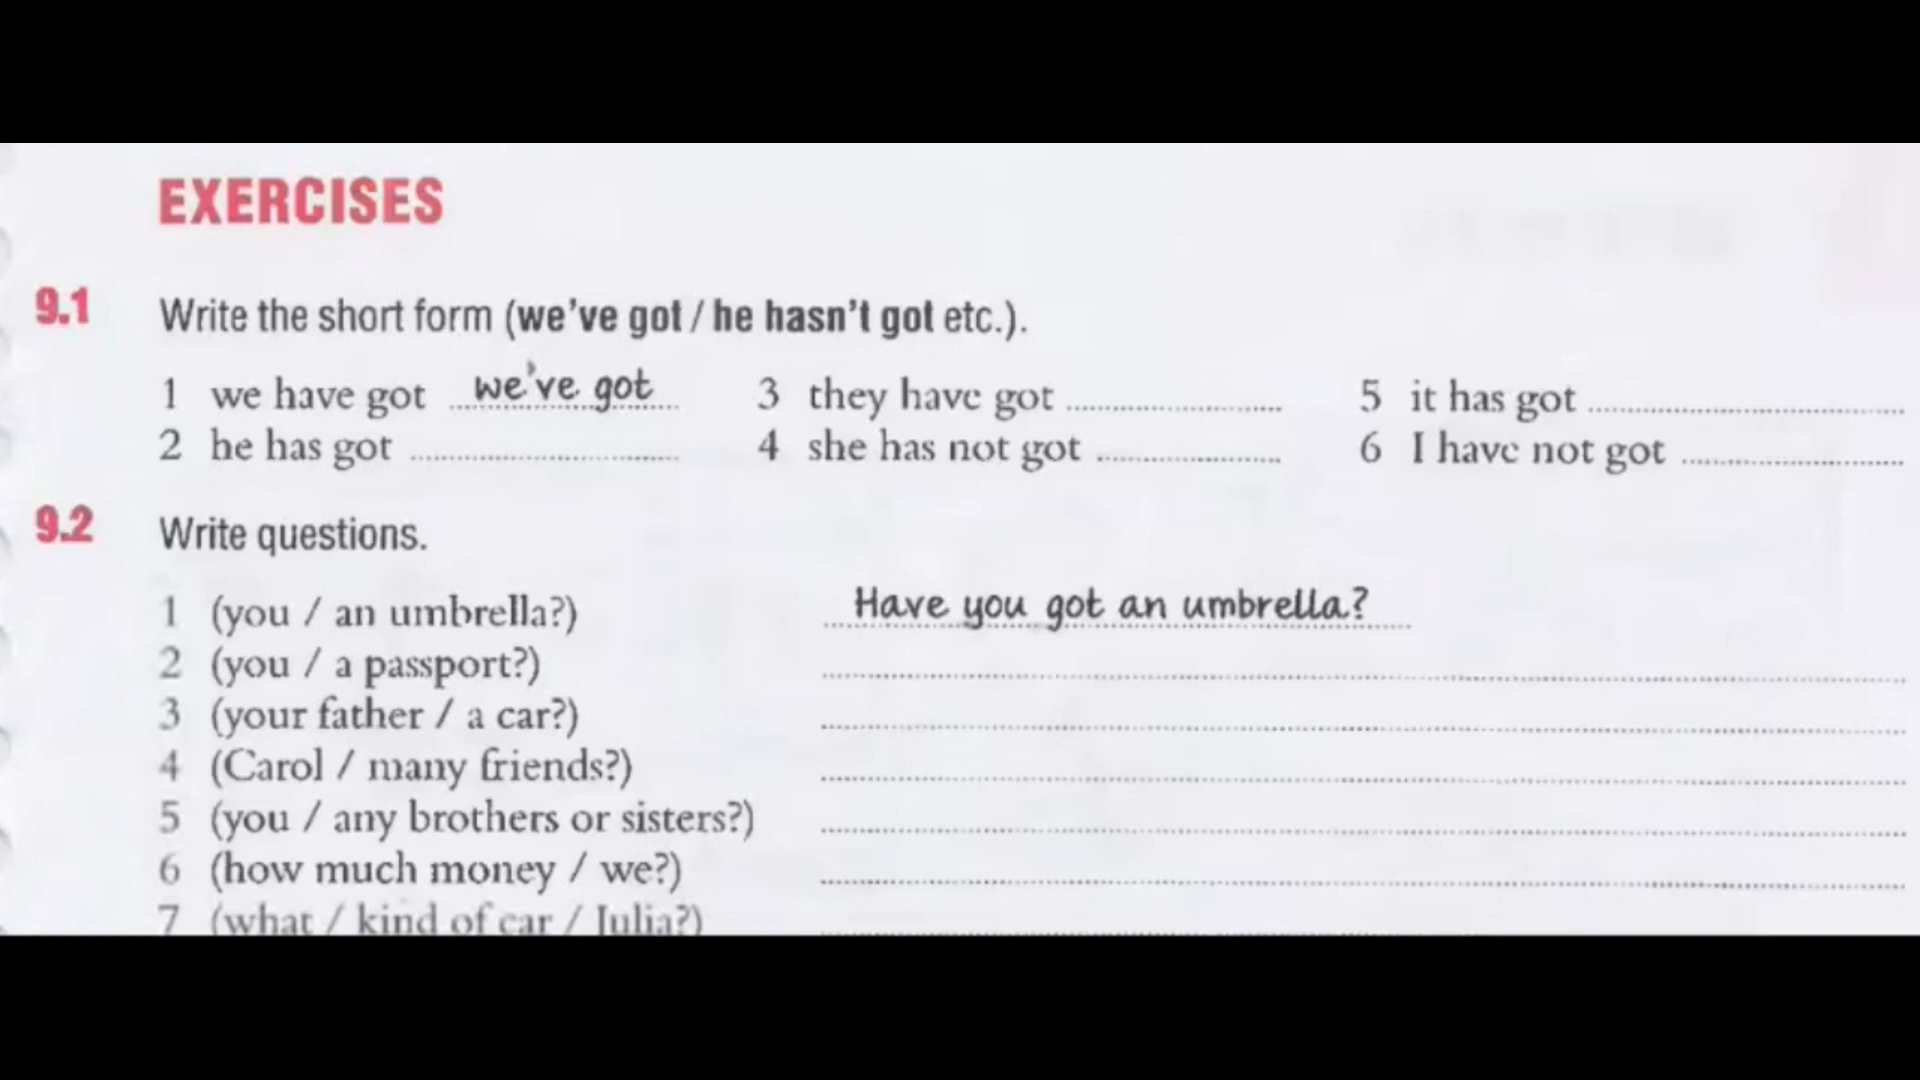 EXERCISES
9.1 Write the short form (we've got / he hasn't got etc.).
1 we have got we've got 3 they have got 5 it has got
2 he has got 4 she has not got 6 I have not got
9.2 Write questions.
1 (you / an umbrella?) Have you got an umbrella?
2 (you / a passport?)
3 (your father / a car?)
4 (Carol / many friends?)
5 (you / any brothers or sisters?)
6 (how much money / we?)
7 (what / kind of car / Julia?)